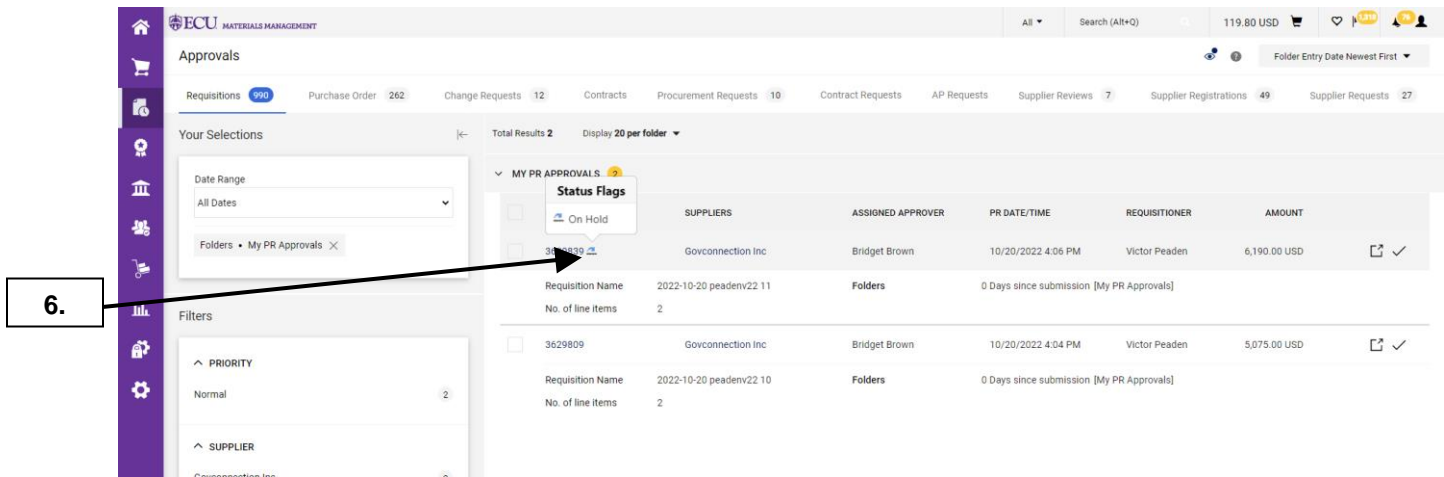 ECU MATERIALS MANAGEMENT All Search (Alt+Q) 119.80 USD 1,318 76
Approvals Folder Entry Date Newest First
Requisitions 990 Purchase Order 262 Change Requests 12 Contracts Procurement Requests 10 Contract Requests AP Requests Supplier Reviews 7 Supplier Registrations 49 Supplier Requests 27
Your Selections
Date Range
All Dates
Folders • My PR Approvals
Filters
PRIORITY
Normal 2
SUPPLIER
Govconnection Inc
Total Results 2 Display 20 per folder
MY PR APPROVALS 2
Status Flags
On Hold
SUPPLIERS ASSIGNED APPROVER PR DATE/TIME REQUISITIONER AMOUNT
Govconnection Inc Bridget Brown 10/20/2022 4:06 PM Victor Peaden 6,190.00 USD
Requisition Name 2022-10-20 peadenv22 11 Folders 0 Days since submission [My PR Approvals]
No. of line items 2
3629809 Govconnection Inc Bridget Brown 10/20/2022 4:04 PM Victor Peaden 5,075.00 USD
Requisition Name 2022-10-20 peadenv22 10 Folders 0 Days since submission [My PR Approvals]
No. of line items 2
6.